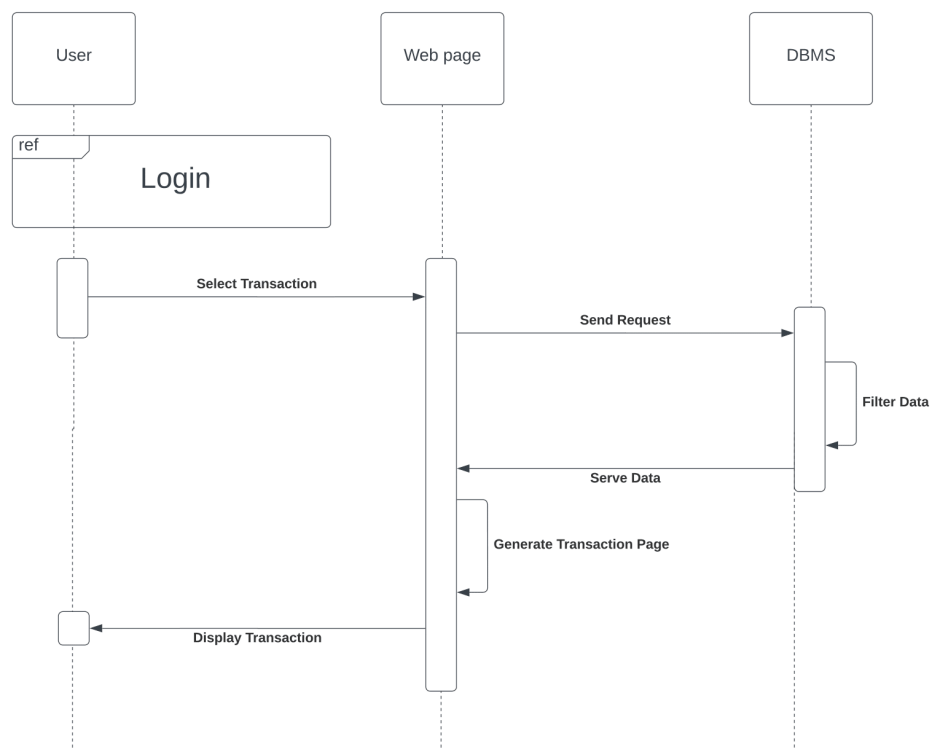 User
Web page
DBMS
ref
Login
Select Transaction
Send Request
Filter Data
Serve Data
Generate Transaction Page
Display Transaction